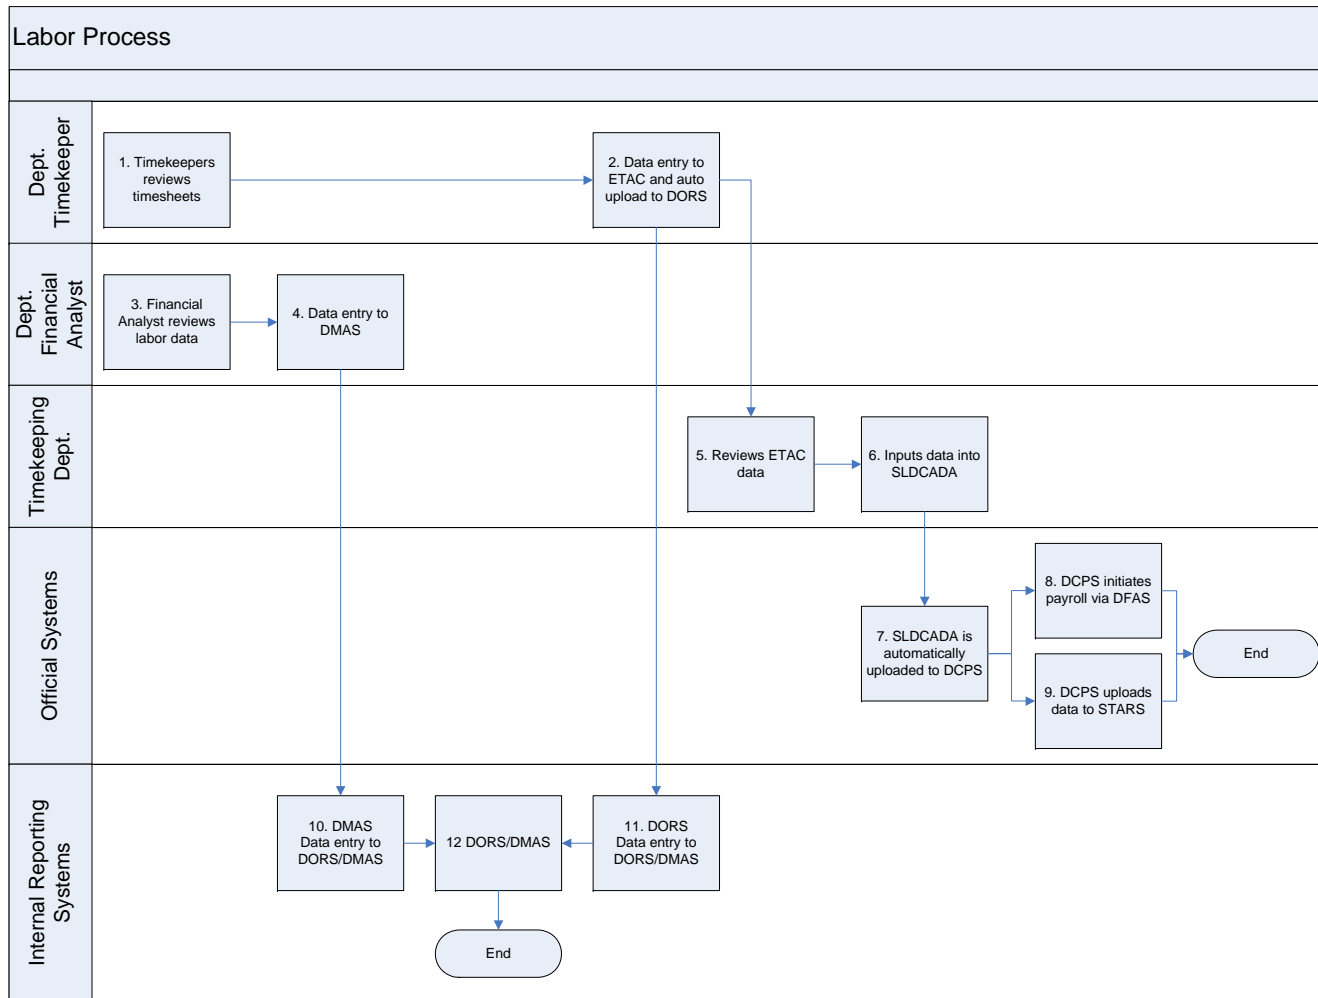 Labor Process
Dept.
Timekeeper
1. Timekeepers
reviews
timesheets
2. Data entry to
ETAC and auto
upload to DORS
Dept.
Financial
Analyst
3. Financial
Analyst reviews
labor data
4. Data entry to
DMAS
Timekeeping
Dept.
5. Reviews ETAC
data
6. Inputs data into
SLDCADA
Official Systems
7. SLDCADA is
automatically
uploaded to DCPS
8. DCPS initiates
payroll via DFAS
9. DCPS uploads
data to STARS
End
Internal Reporting
Systems
10. DMAS
Data entry to
DORS/DMAS
12 DORS/DMAS
11. DORS
Data entry to
DORS/DMAS
End